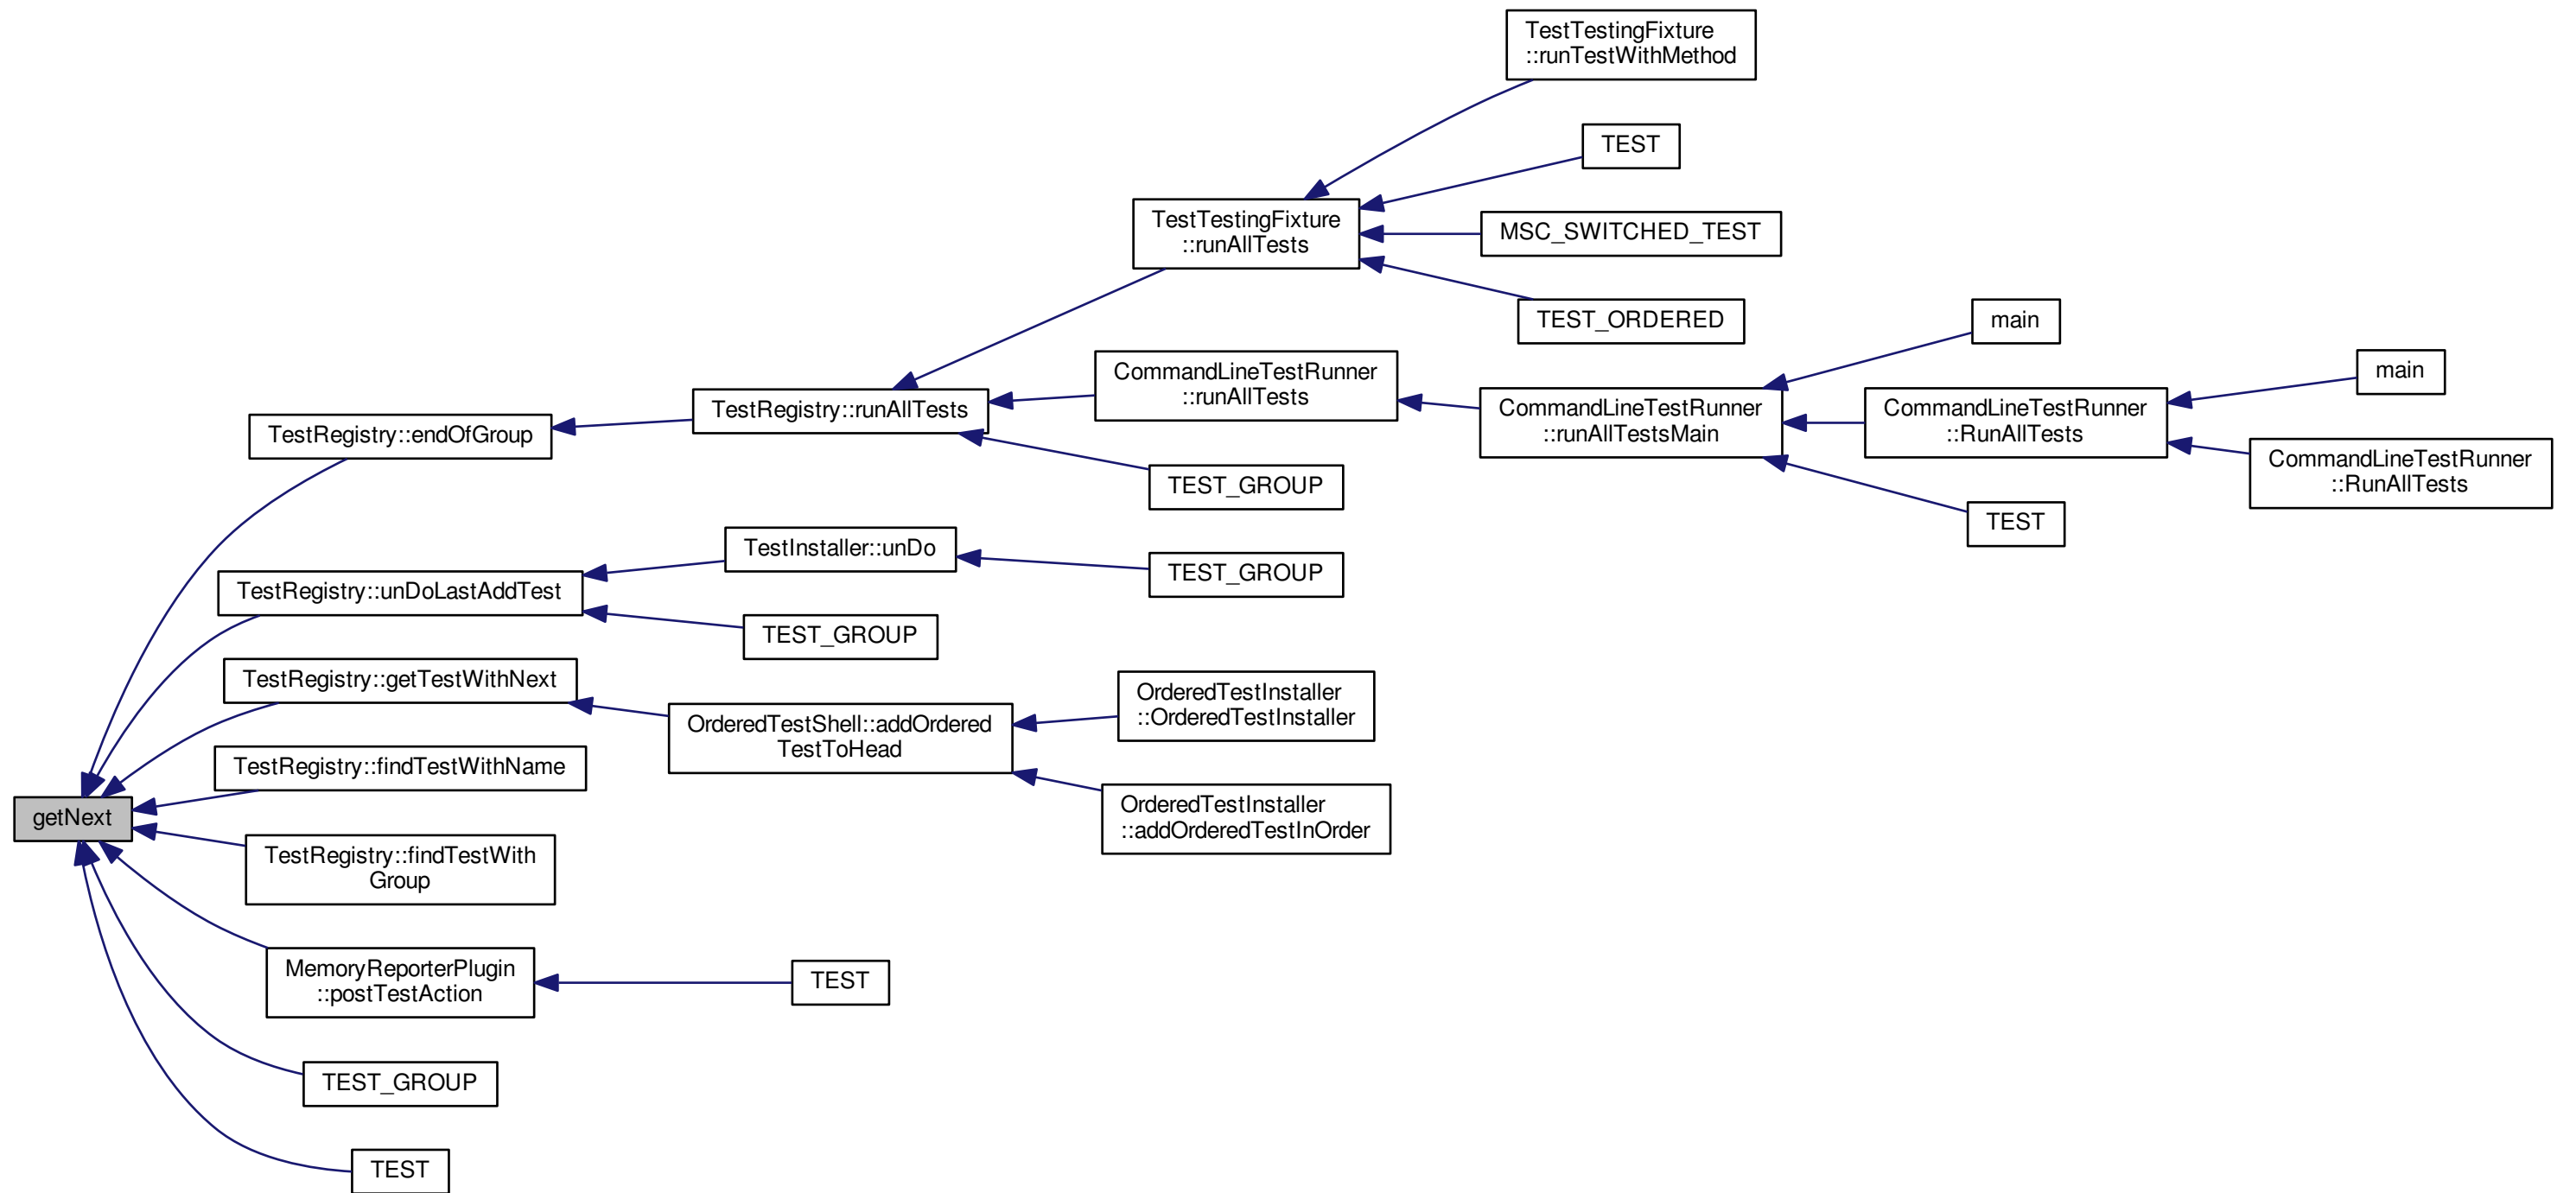 TestTestingFixture
::runTestWithMethod
TEST
TestTestingFixture
::runAllTests
MSC_SWITCHED_TEST
TEST_ORDERED
main
CommandLineTestRunner
::runAllTests
main
TestRegistry::runAllTests
CommandLineTestRunner
::runAllTestsMain
CommandLineTestRunner
::RunAllTests
TestRegistry::endOfGroup
CommandLineTestRunner
::RunAllTests
TEST_GROUP
TEST
TestInstaller::unDo
TEST_GROUP
TestRegistry::unDoLastAddTest
TEST_GROUP
TestRegistry::getTestWithNext
OrderedTestInstaller
::OrderedTestInstaller
OrderedTestShell::addOrdered
TestToHead
TestRegistry::findTestWithName
OrderedTestInstaller
::addOrderedTestInOrder
getNext
TestRegistry::findTestWith
Group
MemoryReporterPlugin
::postTestAction
TEST
TEST_GROUP
TEST